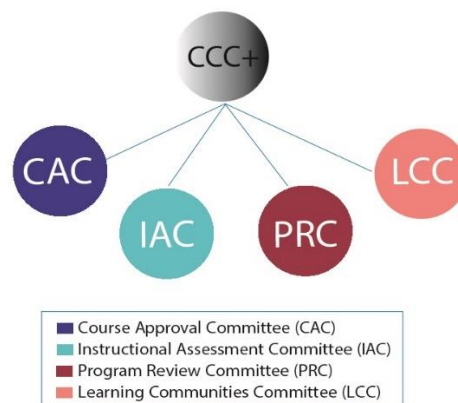 CCC+
CAC
LCC
IAC
PRC
Course Approval Committee (CAC)
Instructional Assessment Committee (IAC)
Program Review Committee (PRC)
Learning Communities Committee (LCC)